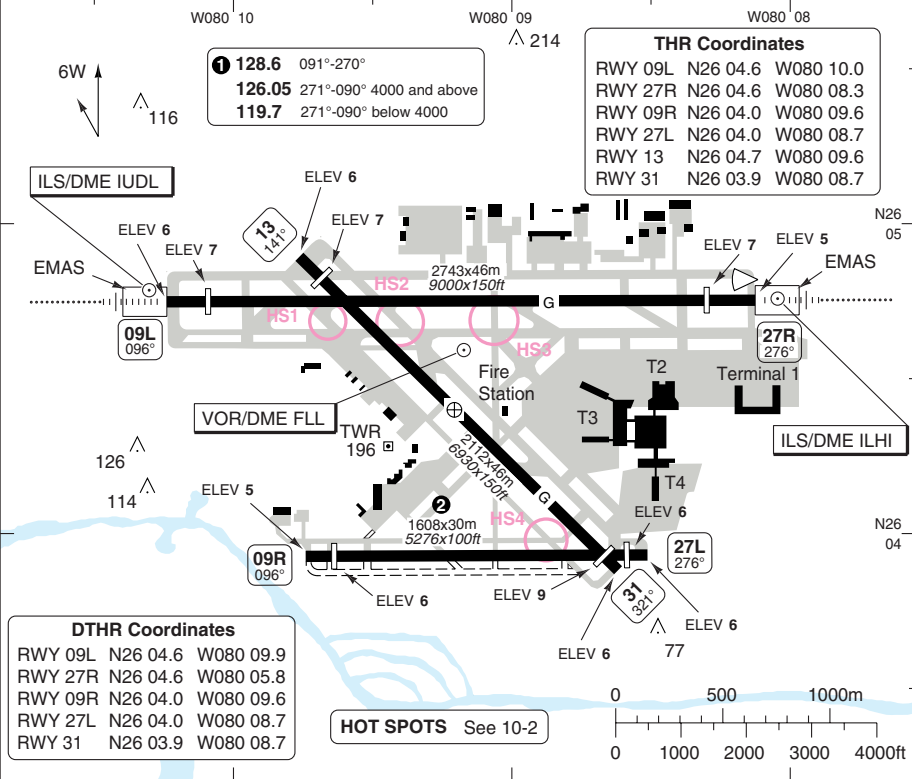 W080 10
W080 09
W080 08
214
6W
116
❶ 128.6 091°-270°
126.05 271°-090° 4000 and above
119.7 271°-090° below 4000
THR Coordinates
RWY 09L N26 04.6 W080 10.0
RWY 27R N26 04.6 W080 08.3
RWY 09R N26 04.0 W080 09.6
RWY 27L N26 04.0 W080 08.7
RWY 13 N26 04.7 W080 09.6
RWY 31 N26 03.9 W080 08.7
ILS/DME IUDL
ELEV 6
13
141°
ELEV 7
N26
05
ELEV 6
ELEV 7
EMAS
ELEV 7
ELEV 5
EMAS
2743x46m
9000x150ft
HS2
HS1
HS3
G
09L
096°
27R
276°
Fire
Station
T2
Terminal 1
T3
T4
VOR/DME FLL
TWR
196
ILS/DME ILHI
126
114
2112x46m
6930x150ft
G
ELEV 5
❷
1608x30m
5276x100ft
HS4
ELEV 6
N26
04
09R
096°
27L
276°
ELEV 6
ELEV 9
31
321°
ELEV 6
ELEV 6
77
DTHR Coordinates
RWY 09L N26 04.6 W080 09.9
RWY 27R N26 04.6 W080 05.8
RWY 09R N26 04.0 W080 09.6
RWY 27L N26 04.0 W080 08.7
RWY 31 N26 03.9 W080 08.7
HOT SPOTS See 10-2
0 500 1000m
0 1000 2000 3000 4000ft